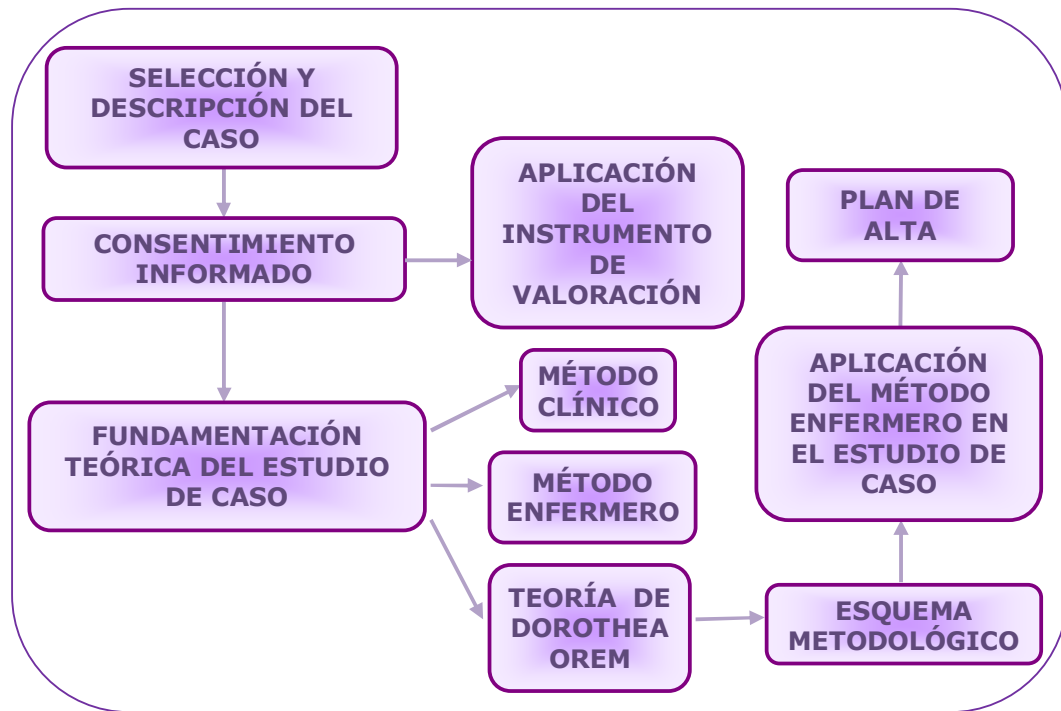 SELECCIÓN Y
DESCRIPCIÓN DEL
CASO
CONSENTIMIENTO
INFORMADO
APLICACIÓN
DEL
INSTRUMENTO
DE
VALORACIÓN
FUNDAMENTACIÓN
TEÓRICA DEL ESTUDIO
DE CASO
MÉTODO
CLÍNICO
MÉTODO
ENFERMERO
TEORÍA DE
DOROTHEA
OREM
ESQUEMA
METODOLÓGICO
APLICACIÓN
DEL MÉTODO
ENFERMERO EN
EL ESTUDIO DE
CASO
PLAN DE
ALTA